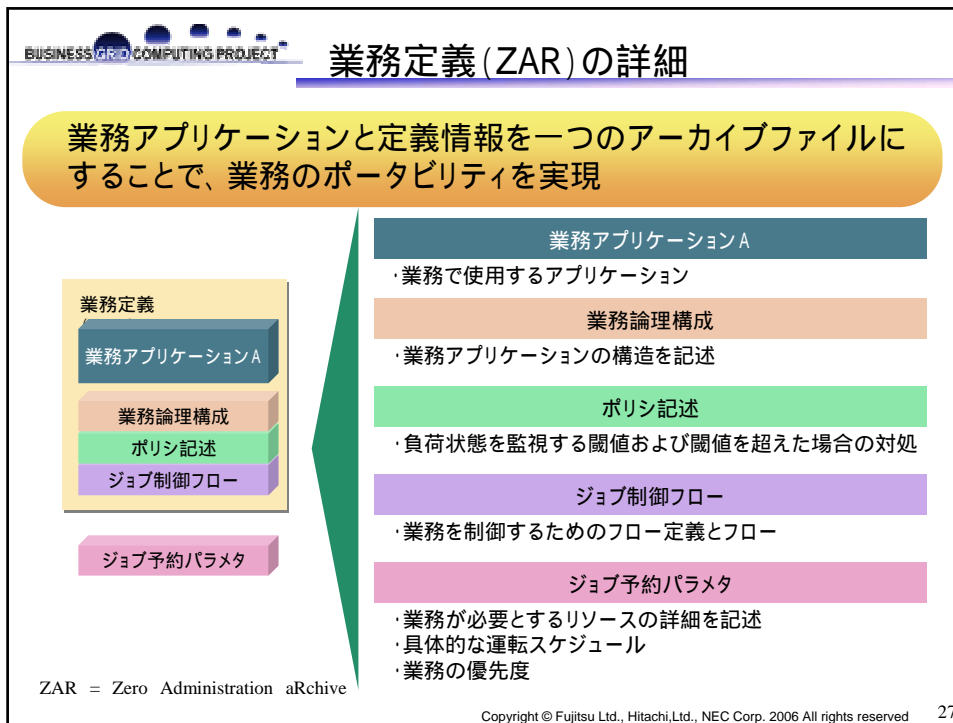 BUSINESS GRID COMPUTING PROJECT
業務定義(ZAR)の詳細
業務アプリケーションと定義情報を一つのアーカイブファイルに
することで、業務のポータビリティを実現
業務定義
業務アプリケーションA
業務論理構成
ポリシ記述
ジョブ制御フロー
ジョブ予約パラメタ
業務アプリケーションA
・業務で使用するアプリケーション
業務論理構成
・業務アプリケーションの構造を記述
ポリシ記述
・負荷状態を監視する閾値および閾値を超えた場合の対処
ジョブ制御フロー
・業務を制御するためのフロー定義とフロー
ジョブ予約パラメタ
・業務が必要とするリソースの詳細を記述
・具体的な運転スケジュール
・業務の優先度
ZAR = Zero Administration aRchive
Copyright © Fujitsu Ltd., Hitachi,Ltd., NEC Corp. 2006 All rights reserved 27